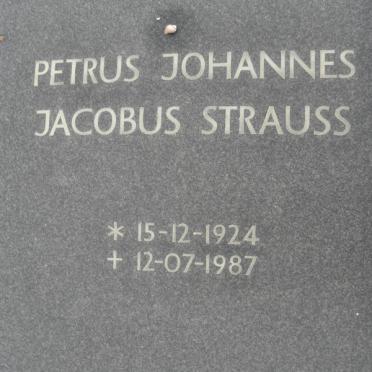 PETRUS JOHANNES
JACOBUS STRAUSS
* 15-12-1924
+ 12-07-1987